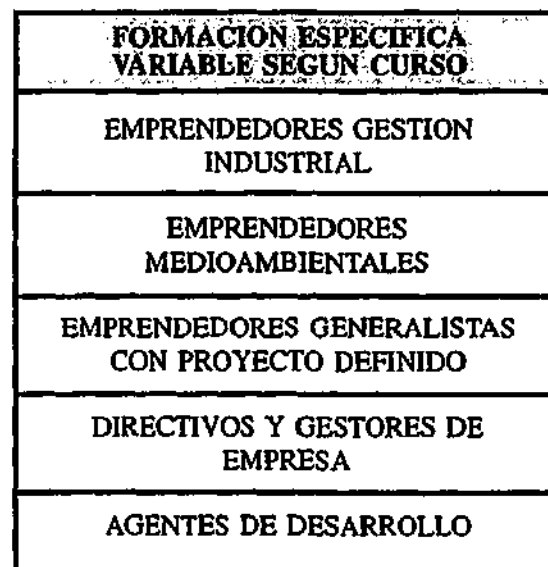 FORMACION ESPECIFICA
VARIABLE SEGUN CURSO
EMPRENDEDORES GESTION
INDUSTRIAL
EMPRENDEDORES
MEDIOAMBIENTALES
EMPRENDEDORES GENERALISTAS
CON PROYECTO DEFINIDO
DIRECTIVOS Y GESTORES DE
EMPRESA
AGENTES DE DESARROLLO